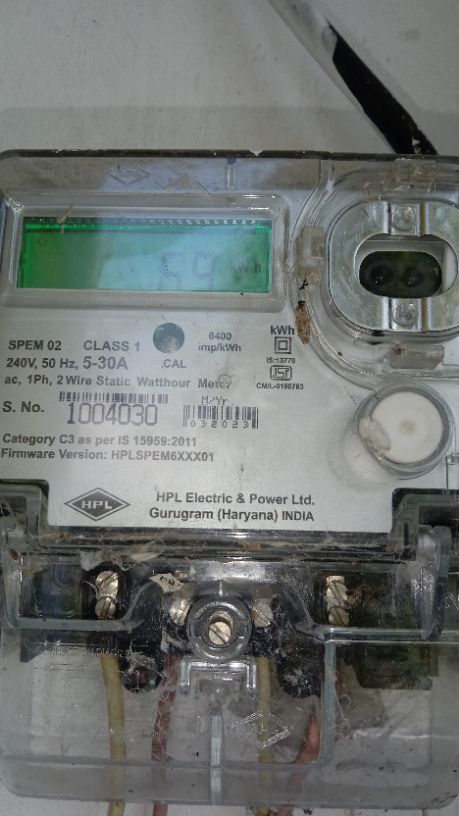 69 kWh
SPEM 02 CLASS 1 6400 kWh
240V, 50 Hz, 5-30A .CAL imp/kWh IS:13779
ac, 1Ph, 2 Wire Static Watthour CM/L-0190763
S. No. 1004030 M/Yr 032023
Category C3 as per IS 15959:2011
Firmware Version: HPLSPEM6XXX01
HPL HPL Electric & Power Ltd.
Gurugram (Haryana) INDIA